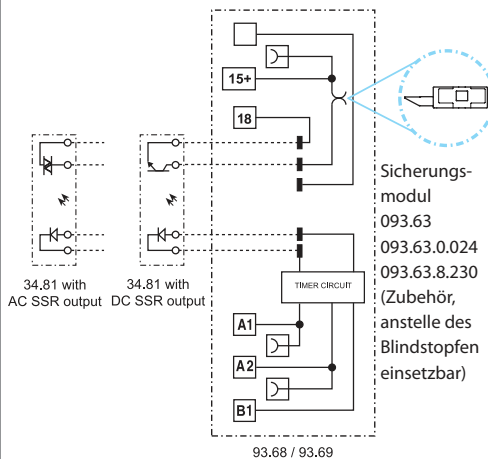 15+
18
Sicherungs-
modul
093.63
093.63.0.024
093.63.8.230
(Zubehör,
anstelle des
Blindstopfen
einsetzbar)
34.81 with
AC SSR output
34.81 with
DC SSR output
TIMER CIRCUIT
A1
A2
B1
93.68 / 93.69